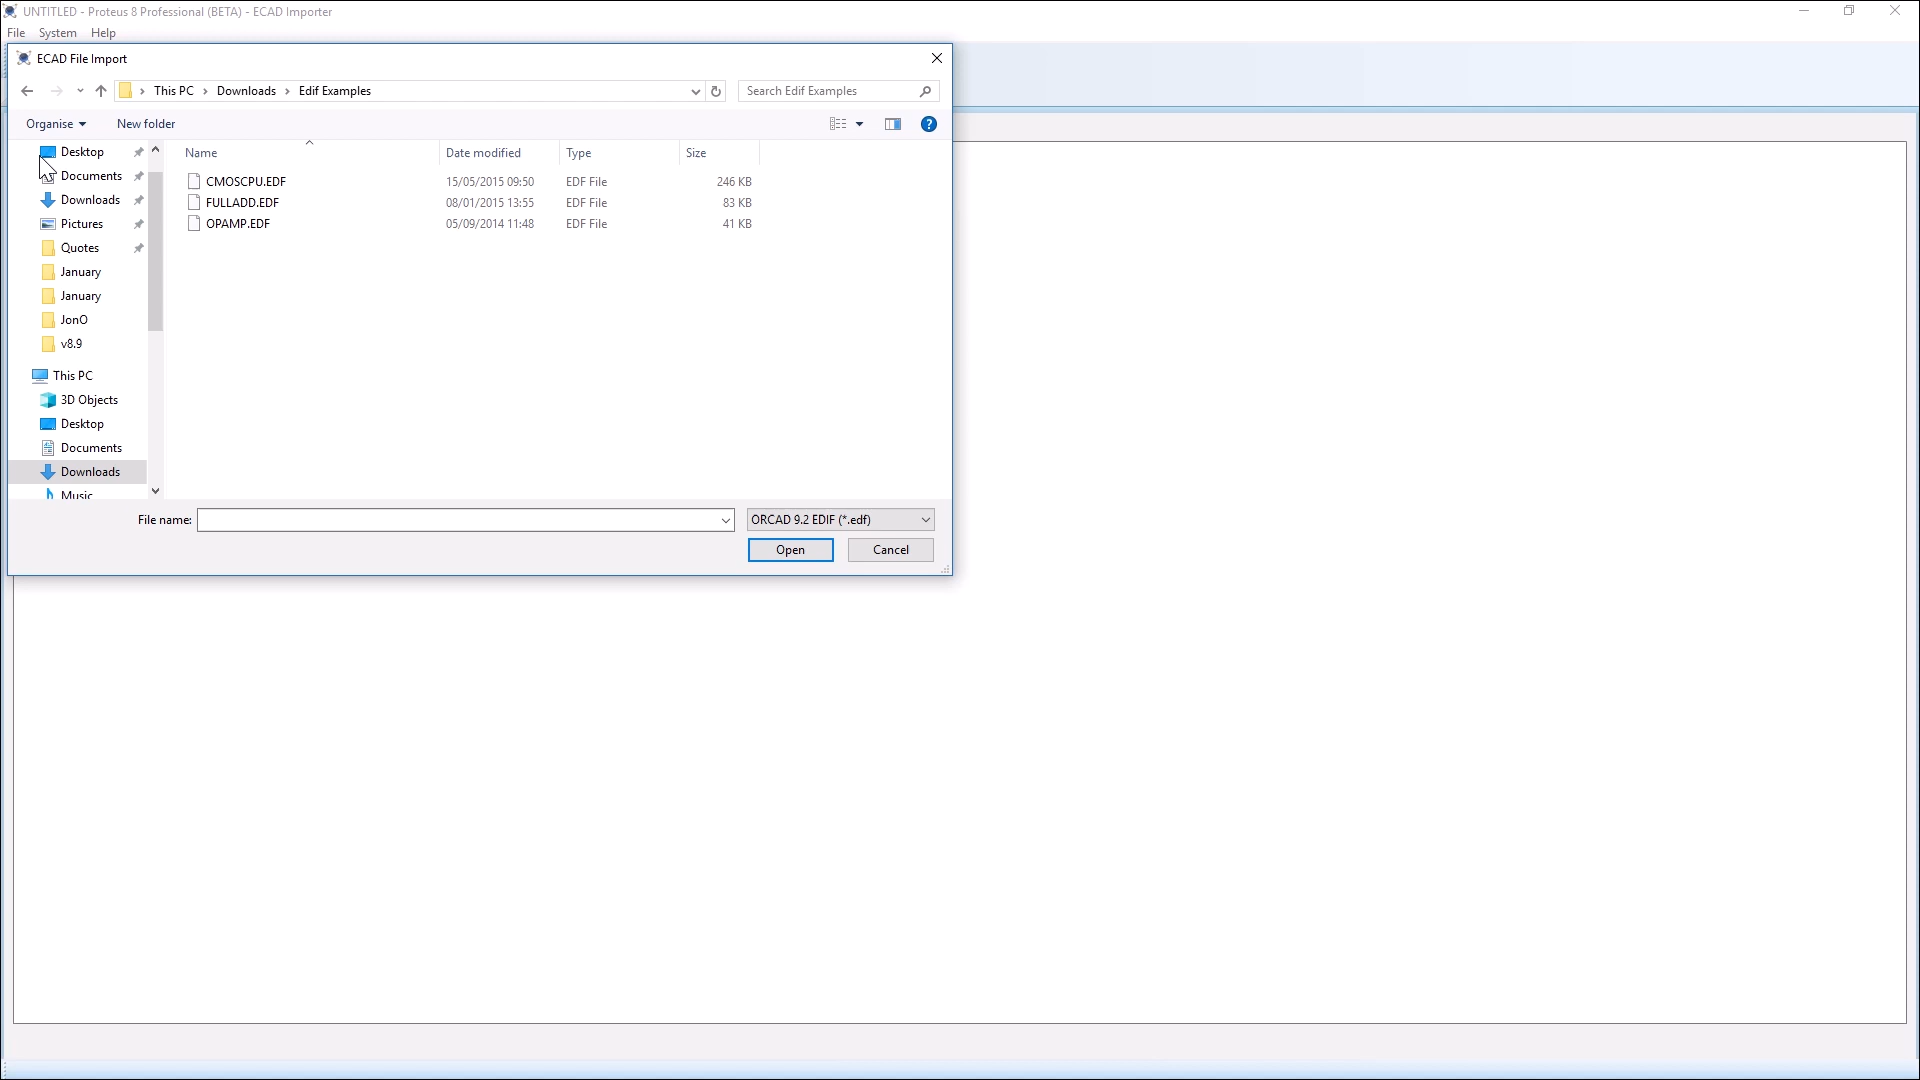 UNTITLED - Proteus 8 Professional (BETA) - ECAD Importer
File System Help
ECAD File Import
This PC Downloads Edif Examples Search Edif Examples
Organise New folder
Name Date modified Type Size
CMOSCPU.EDF 15/05/2015 09:50 EDF File 246 KB
FULLADD.EDF 08/01/2015 13:55 EDF File 83 KB
OPAMP.EDF 05/09/2014 11:48 EDF File 41 KB
Desktop
Documents
Downloads
Pictures
Quotes
January
January
JonO
v8.9
This PC
3D Objects
Desktop
Documents
Downloads
Music
File name: ORCAD 9.2 EDIF (*.edf)
Open Cancel